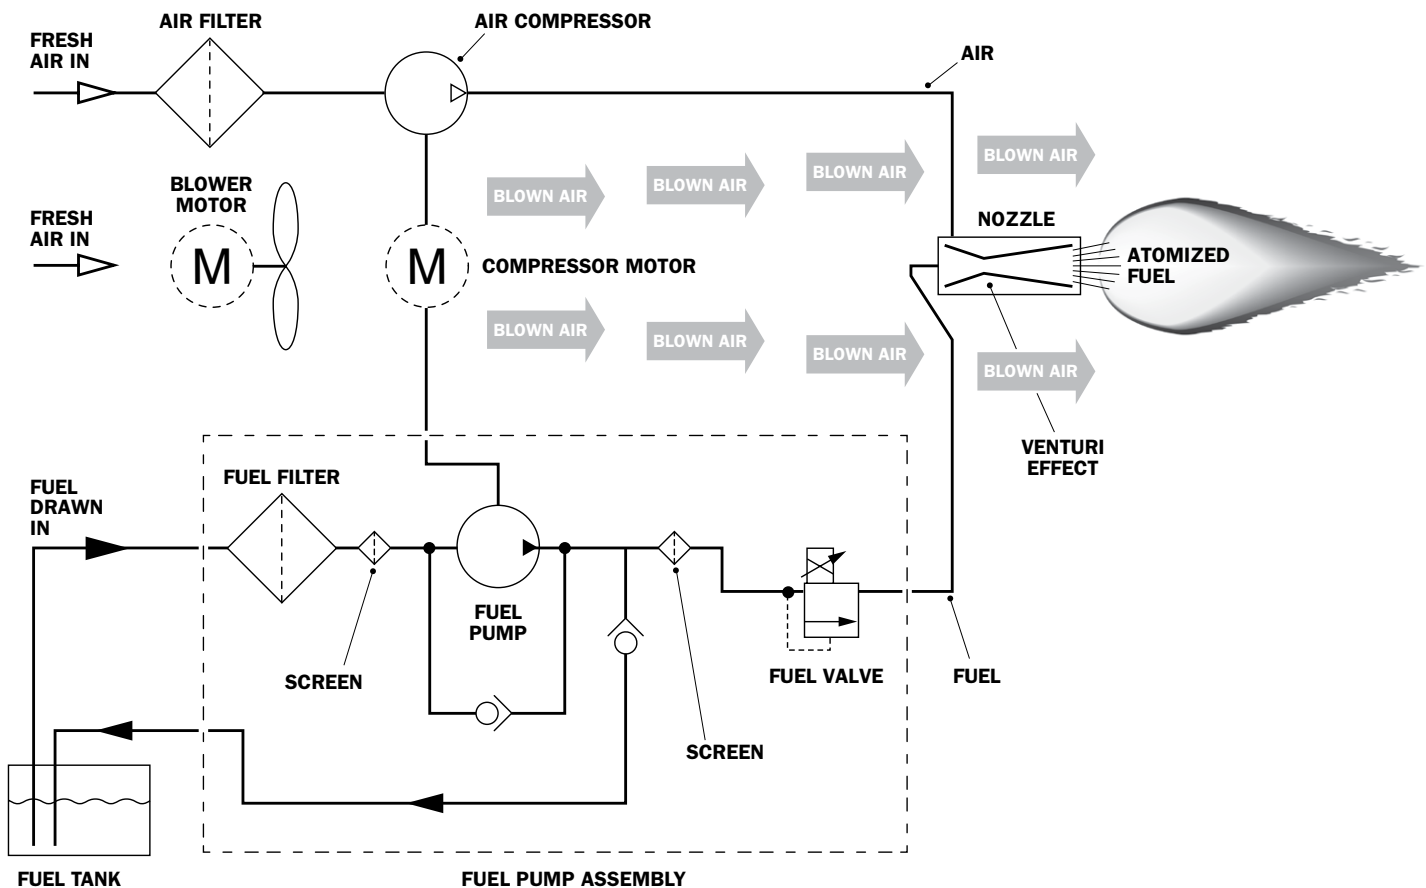 AIR FILTER
AIR COMPRESSOR
FRESH
AIR IN
AIR
BLOWN AIR
BLOWN AIR
BLOWN AIR
BLOWN AIR
BLOWER
MOTOR
FRESH
AIR IN
M
M
COMPRESSOR MOTOR
NOZZLE
ATOMIZED
FUEL
BLOWN AIR
BLOWN AIR
BLOWN AIR
BLOWN AIR
VENTURI
EFFECT
FUEL
DRAWN
IN
FUEL FILTER
FUEL
PUMP
SCREEN
FUEL VALVE
FUEL
SCREEN
FUEL TANK
FUEL PUMP ASSEMBLY